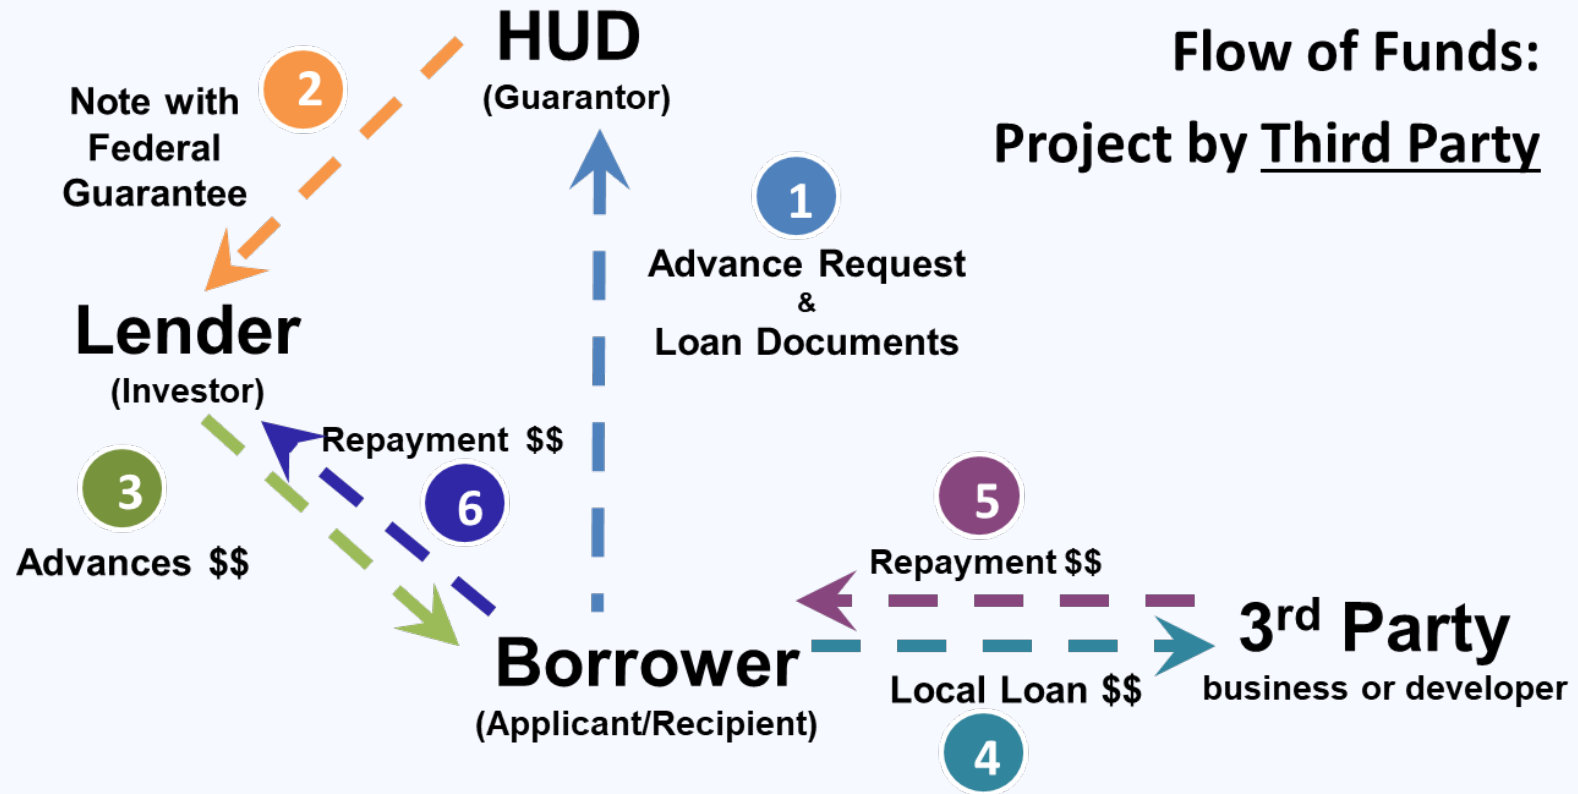 HUD
(Guarantor)
Flow of Funds:
Project by Third Party
2
Note with
Federal
Guarantee
1
Advance Request
&
Loan Documents
Lender
(Investor)
Repayment $$
6
3
Advances $$
5
Repayment $$
Borrower
(Applicant/Recipient)
3rd Party
business or developer
Local Loan $$
4